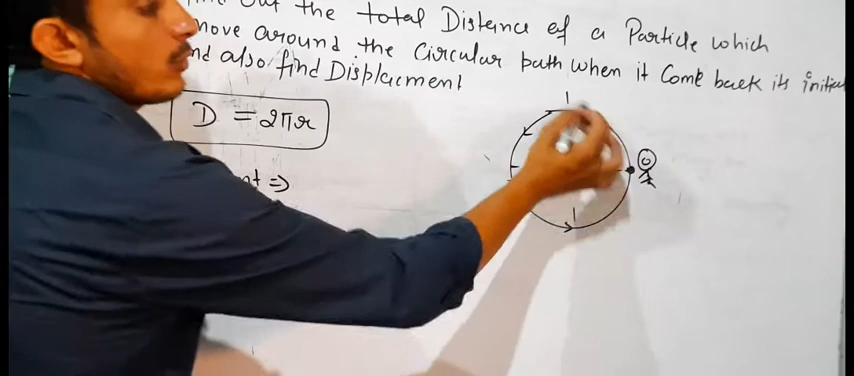 out the total Distance of a Particle which
move around the Circular path when it Come back its initial
nd also find Displacment
D = 2πr
nt ⇒